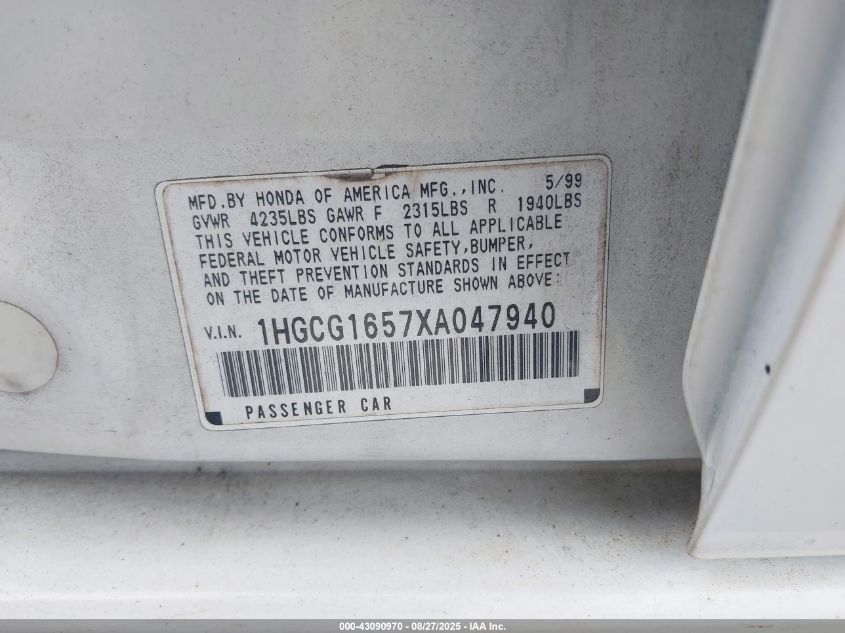 MFD.BY HONDA OF AMERICA MFG.,INC. 5/99
GVWR 4235LBS GAWR F 2315LBS R 1940LBS
THIS VEHICLE CONFORMS TO ALL APPLICABLE
FEDERAL MOTOR VEHICLE SAFETY,BUMPER,
AND THEFT PREVENTION STANDARDS IN EFFECT
ON THE DATE OF MANUFACTURE SHOWN ABOVE:
V.I.N. 1HGCG1657XA047940
PASSENGER CAR
000-43090970 - 08/27/2025 - IAA Inc.